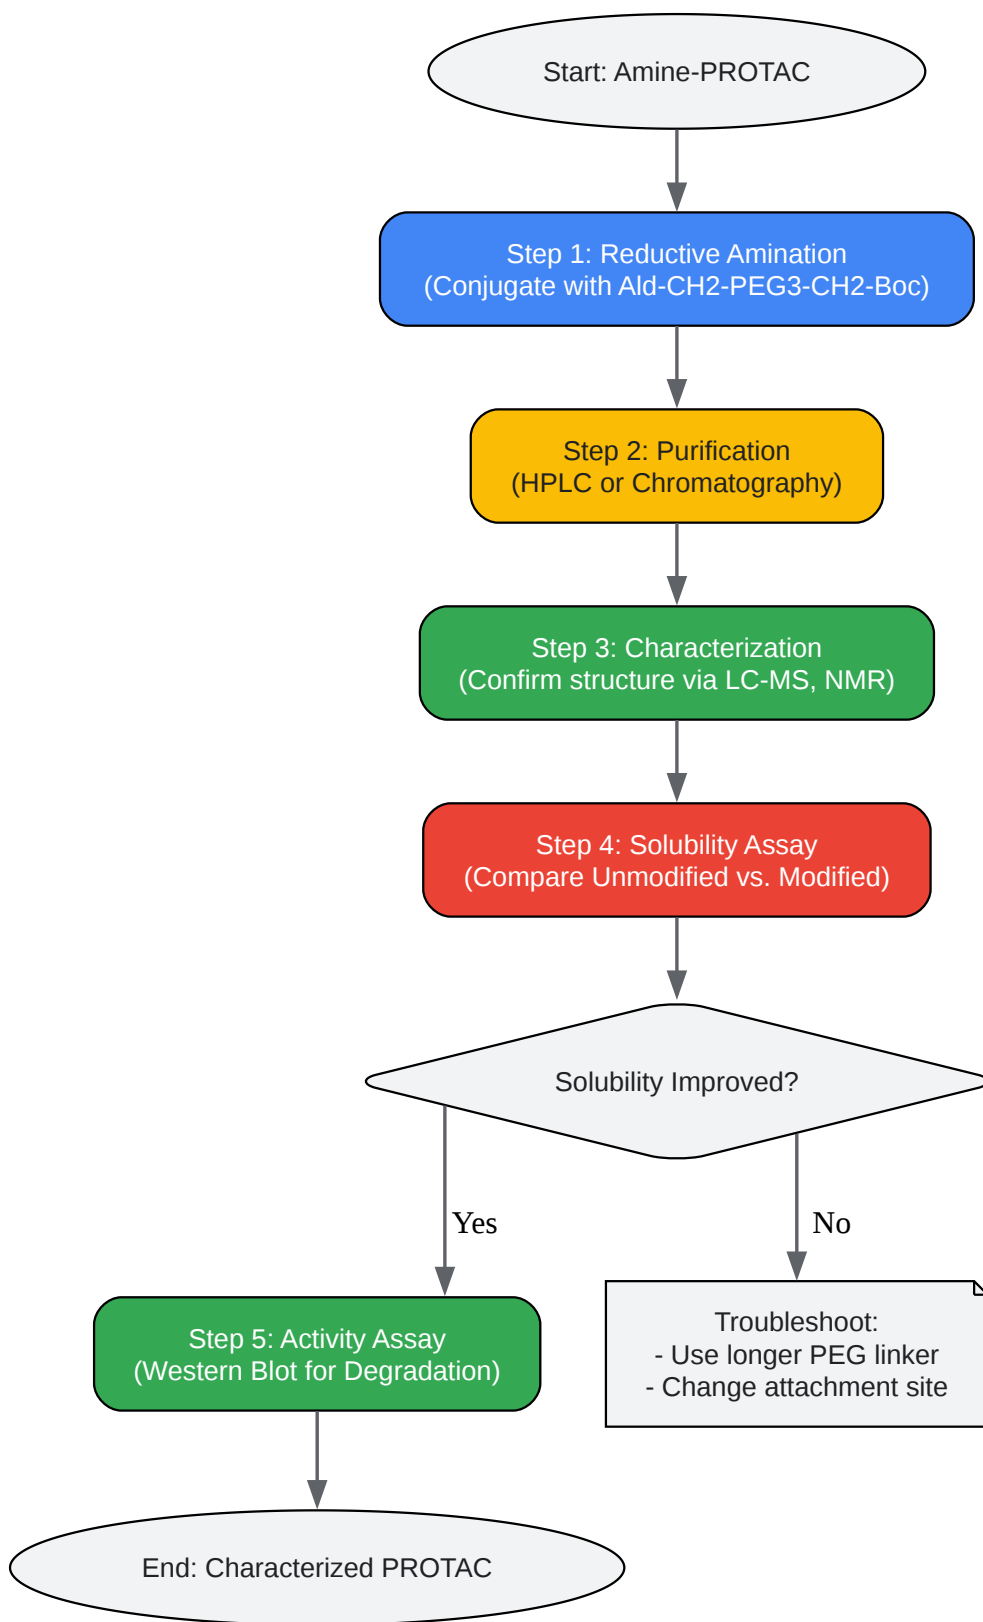 Start: Amine-PROTAC
Step 1: Reductive Amination
(Conjugate with Ald-CH2-PEG3-CH2-Boc)
Step 2: Purification
(HPLC or Chromatography)
Step 3: Characterization
(Confirm structure via LC-MS, NMR)
Step 4: Solubility Assay
(Compare Unmodified vs. Modified)
Solubility Improved?
Yes
No
Step 5: Activity Assay
(Western Blot for Degradation)
Troubleshoot:
- Use longer PEG linker
- Change attachment site
End: Characterized PROTAC